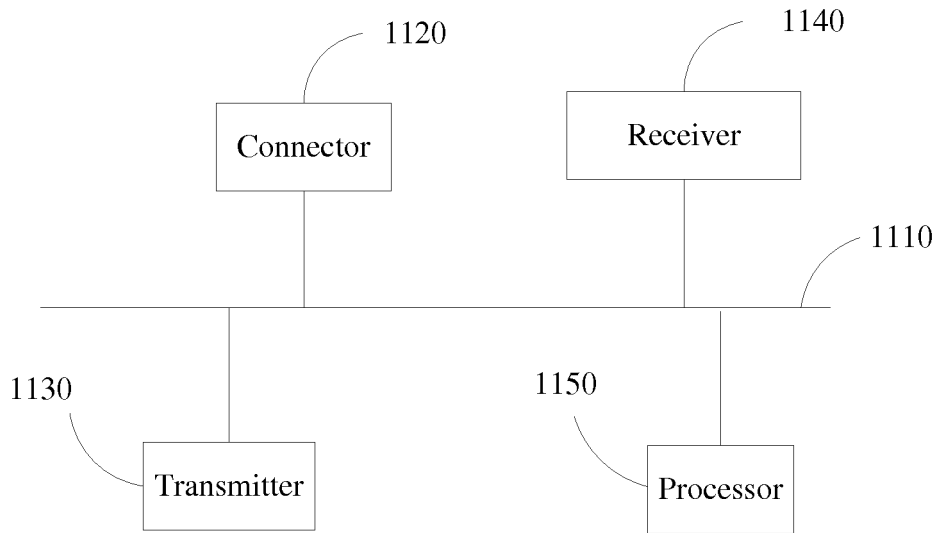 1120
1140
Connector
Receiver
1110
1130
1150
Transmitter
Processor